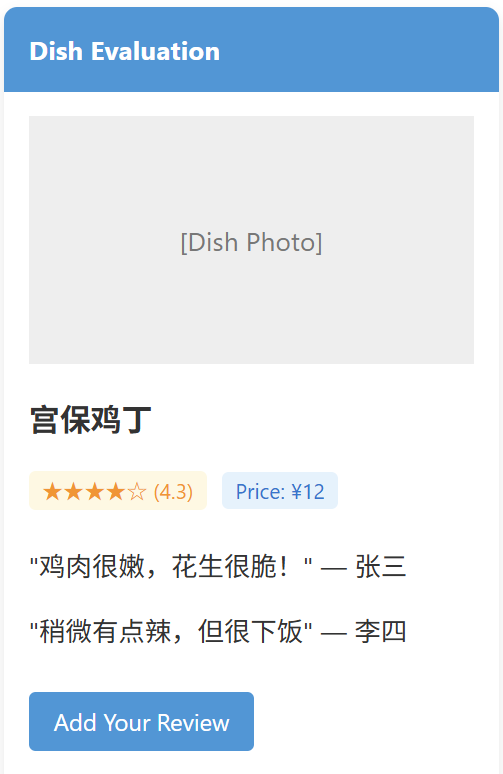 Dish Evaluation
[Dish Photo]
宫保鸡丁
★★★★☆ (4.3) Price: ¥12
"鸡肉很嫩，花生很脆！" — 张三
"稍微有点辣，但很下饭" — 李四
Add Your Review